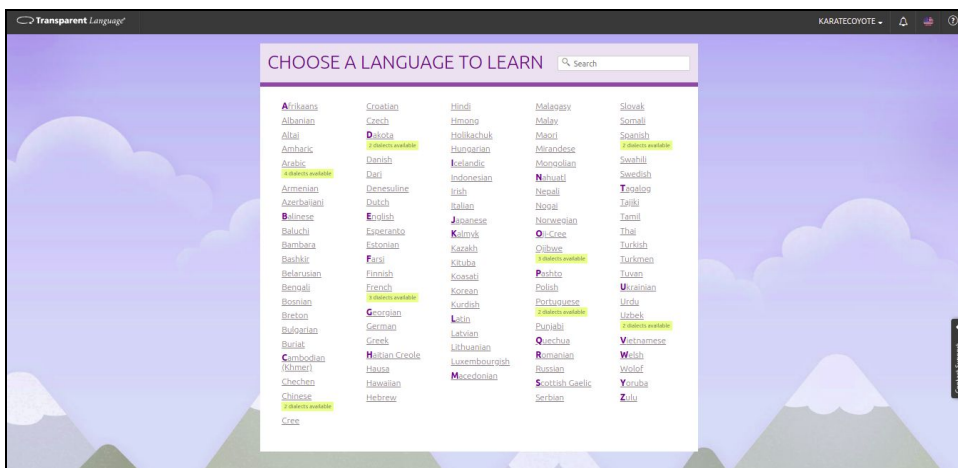 Transparent Language®
KARATECOYOTE
CHOOSE A LANGUAGE TO LEARN
Search
Afrikaans
Albanian
Altai
Amharic
Arabic
4 dialects available
Armenian
Azerbaijani
Balinese
Baluchi
Bambara
Bashkir
Belarusian
Bengali
Bosnian
Breton
Bulgarian
Buriat
Cambodian
(Khmer)
Chechen
Chinese
2 dialects available
Cree
Croatian
Czech
Dakota
2 dialects available
Danish
Dari
Denesuline
Dutch
English
Esperanto
Estonian
Farsi
Finnish
French
3 dialects available
Georgian
German
Greek
Haitian Creole
Hausa
Hawaiian
Hebrew
Hindi
Hmong
Holikachuk
Hungarian
Icelandic
Indonesian
Irish
Italian
Japanese
Kalmyk
Kazakh
Kituba
Koasati
Korean
Kurdish
Latin
Latvian
Lithuanian
Luxembourgish
Macedonian
Malagasy
Malay
Maori
Mirandese
Mongolian
Nahuatl
Nepali
Nogai
Norwegian
Oji-Cree
Ojibwe
3 dialects available
Pashto
Polish
Portuguese
2 dialects available
Punjabi
Quechua
Romanian
Russian
Scottish Gaelic
Serbian
Slovak
Somali
Spanish
2 dialects available
Swahili
Swedish
Tagalog
Tajiki
Tamil
Thai
Turkish
Turkmen
Tuvan
Ukrainian
Urdu
Uzbek
2 dialects available
Vietnamese
Welsh
Wolof
Yoruba
Zulu